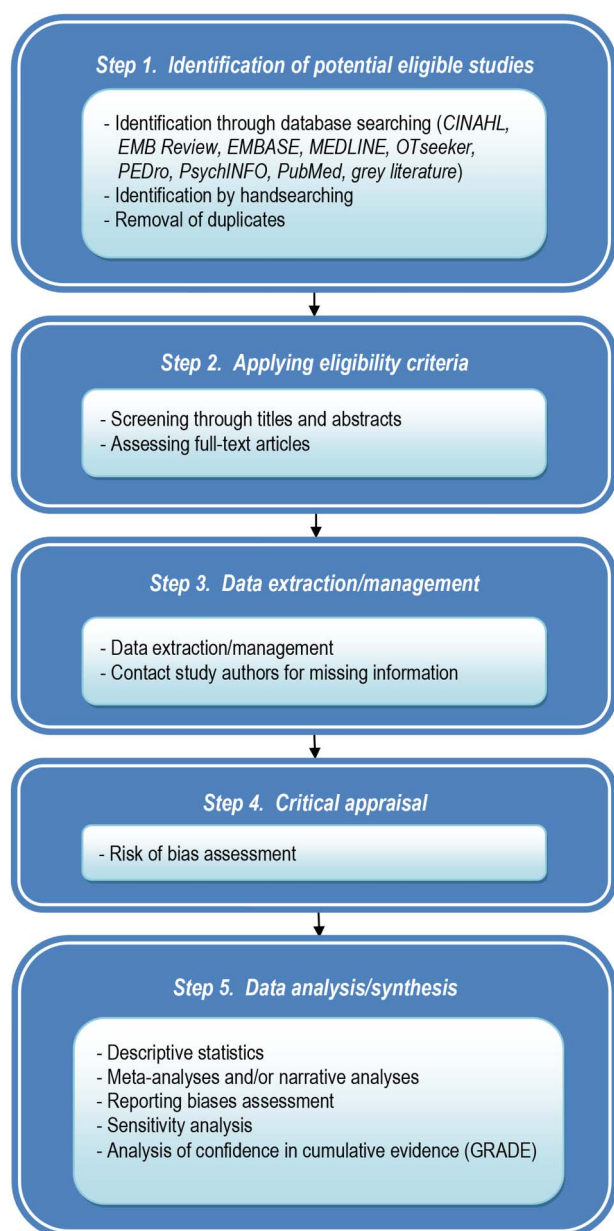 Step 1.  Identification of potential eligible studies
- Identification through database searching (CINAHL,
EMB Review, EMBASE, MEDLINE, OTseeker,
PEDro, PsychINFO, PubMed, grey literature)
- Identification by handsearching
- Removal of duplicates
Step 2.  Applying eligibility criteria
- Screening through titles and abstracts
- Assessing full-text articles
Step 3.  Data extraction/management
- Data extraction/management
- Contact study authors for missing information
Step 4.  Critical appraisal
- Risk of bias assessment
Step 5.  Data analysis/synthesis
- Descriptive statistics
- Meta-analyses and/or narrative analyses
- Reporting biases assessment
- Sensitivity analysis
- Analysis of confidence in cumulative evidence (GRADE)